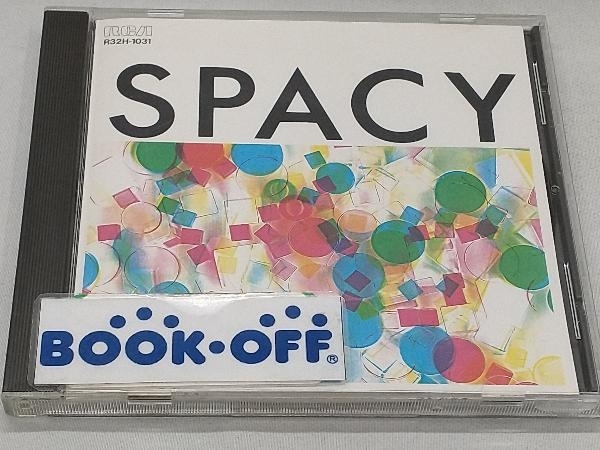 RCA
R32H-1031
SPACY
BOOK·OFF®